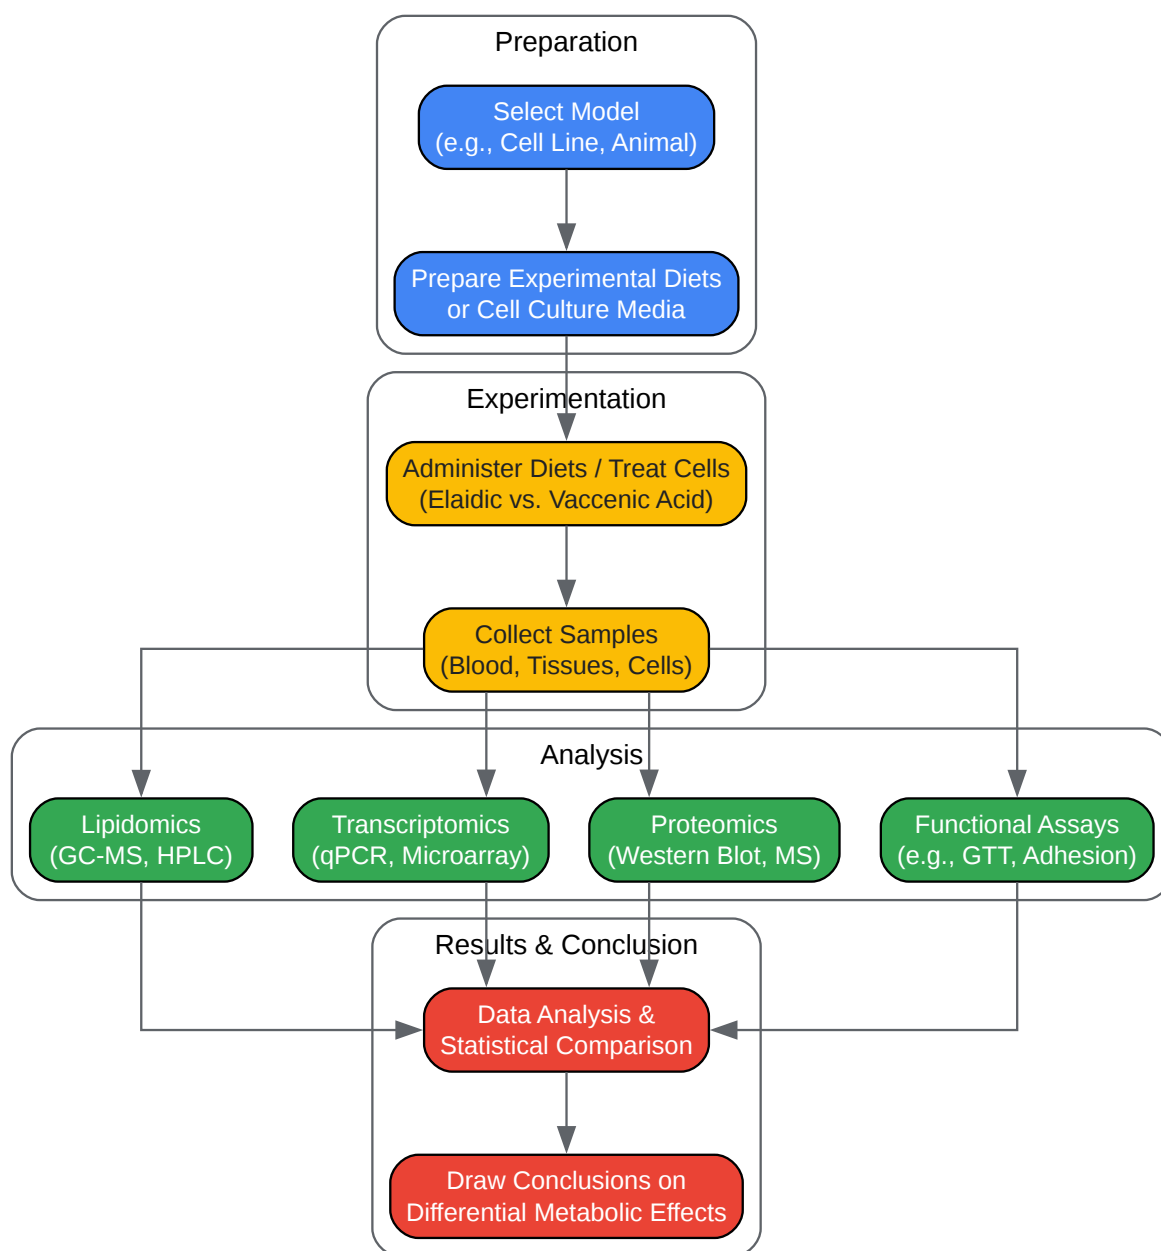 Preparation
Select Model
(e.g., Cell Line, Animal)
Prepare Experimental Diets
or Cell Culture Media
Experimentation
Administer Diets / Treat Cells
(Elaidic vs. Vaccenic Acid)
Collect Samples
(Blood, Tissues, Cells)
Analysis
Lipidomics
(GC-MS, HPLC)
Transcriptomics
(qPCR, Microarray)
Proteomics
(Western Blot, MS)
Functional Assays
(e.g., GTT, Adhesion)
Results & Conclusion
Data Analysis &
Statistical Comparison
Draw Conclusions on
Differential Metabolic Effects